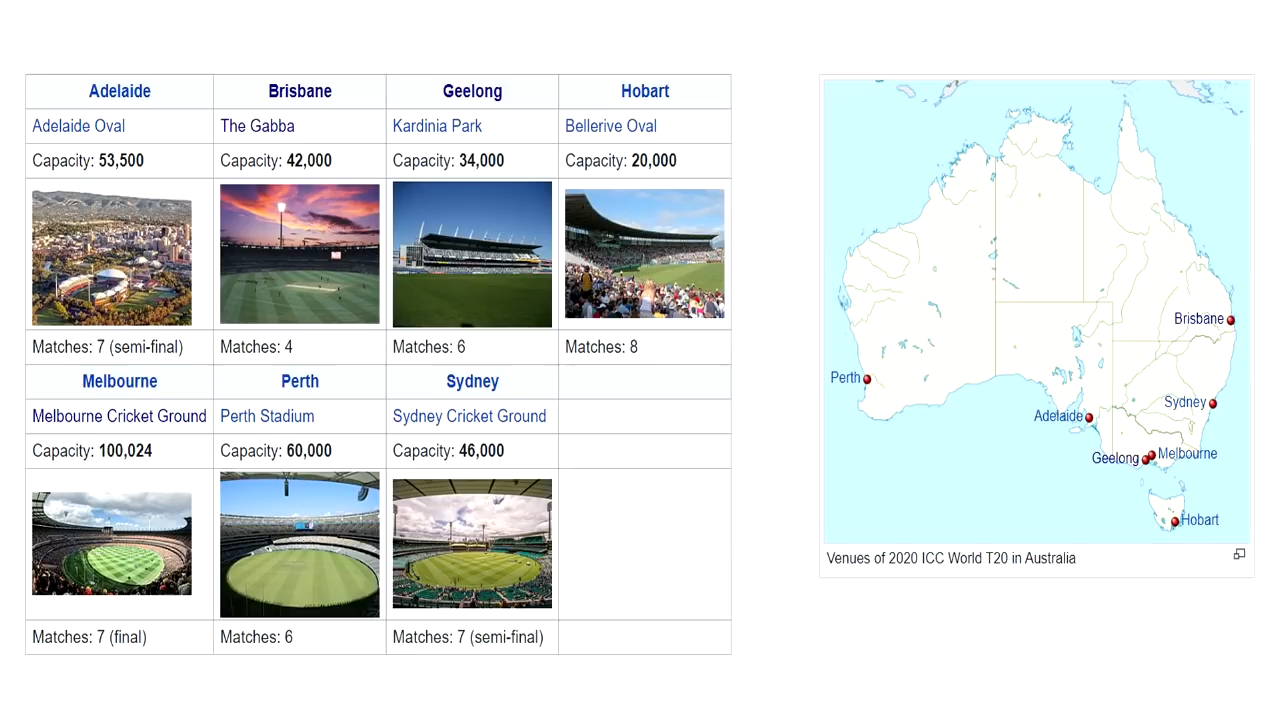 Adelaide Brisbane Geelong Hobart
Adelaide Oval The Gabba Kardinia Park Bellerive Oval
Capacity: 53,500 Capacity: 42,000 Capacity: 34,000 Capacity: 20,000
Matches: 7 (semi-final) Matches: 4 Matches: 6 Matches: 8
Melbourne Perth Sydney
Melbourne Cricket Ground Perth Stadium Sydney Cricket Ground
Capacity: 100,024 Capacity: 60,000 Capacity: 46,000
Matches: 7 (final) Matches: 6 Matches: 7 (semi-final)
Brisbane
Perth
Sydney
Adelaide
Geelong Melbourne
Hobart
Venues of 2020 ICC World T20 in Australia